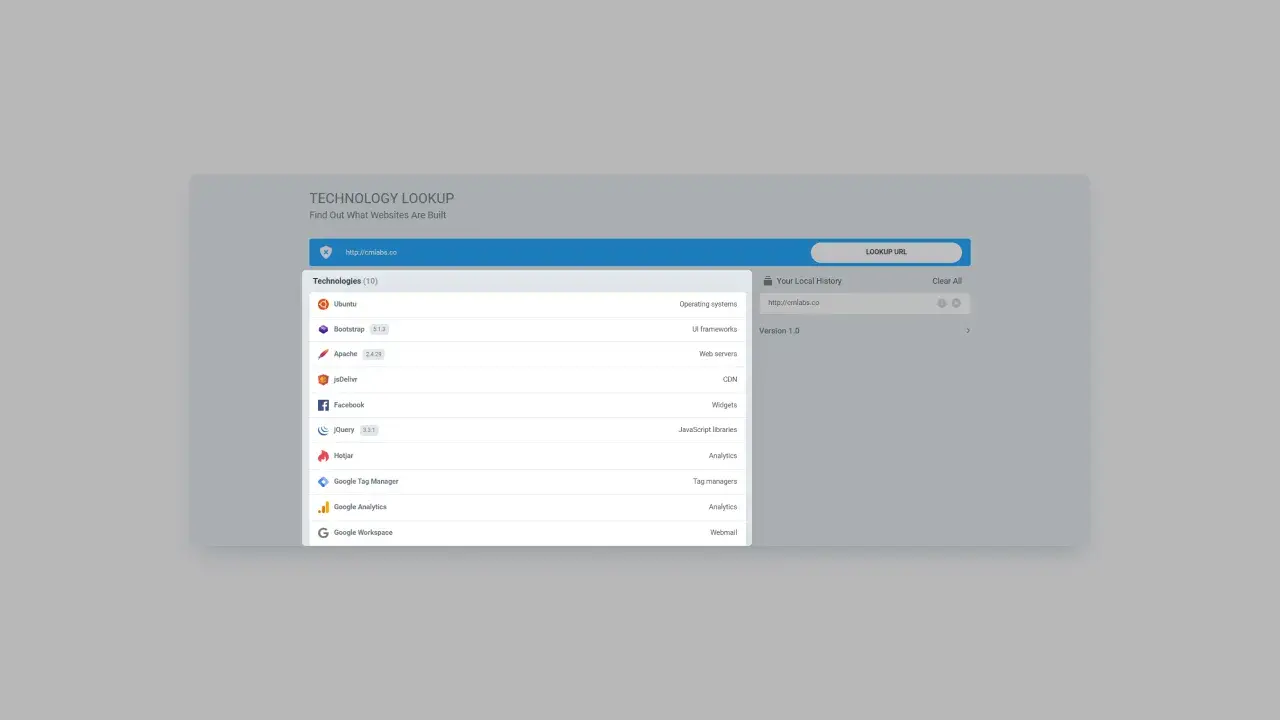 TECHNOLOGY LOOKUP
Find Out What Websites Are Built
http://cmlabs.co LOOKUP URL
Technologies (10)
Ubuntu Operating systems
Bootstrap 5.1.3 UI frameworks
Apache 2.4.29 Web servers
jsDelivr CDN
Facebook Widgets
jQuery 3.5.1 JavaScript libraries
Hotjar Analytics
Google Tag Manager Tag managers
Google Analytics Analytics
Google Workspace Webmail
Your Local History Clear All
http://cmlabs.co
Version 1.0